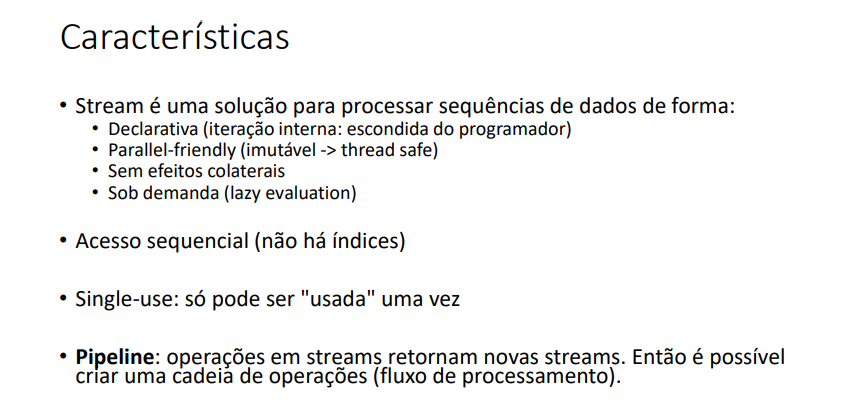 Características
• Stream é uma solução para processar sequências de dados de forma:
• Declarativa (iteração interna: escondida do programador)
• Parallel-friendly (imutável -> thread safe)
• Sem efeitos colaterais
• Sob demanda (lazy evaluation)
• Acesso sequencial (não há índices)
• Single-use: só pode ser "usada" uma vez
• Pipeline: operações em streams retornam novas streams. Então é possível
criar uma cadeia de operações (fluxo de processamento).